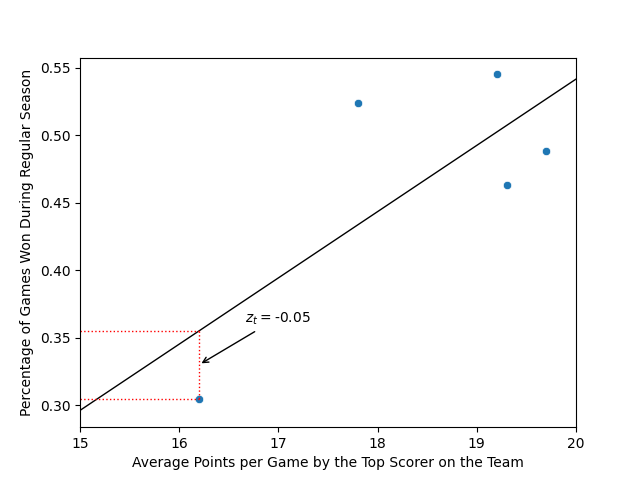 0.55
0.50
0.45
0.40
0.35
0.30
Percentage of Games Won During Regular Season
z_t = -0.05
15 16 17 18 19 20
Average Points per Game by the Top Scorer on the Team